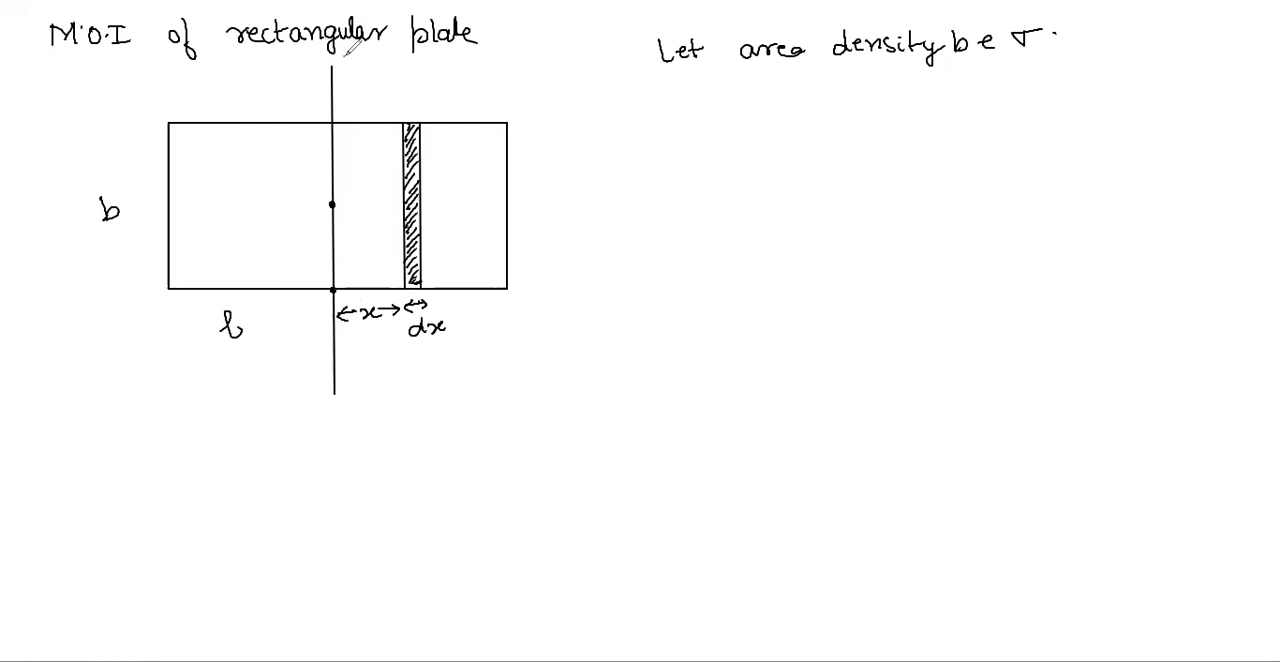 M.O.I of rectangular plate
Let area density be σ.
b
l
x
dx